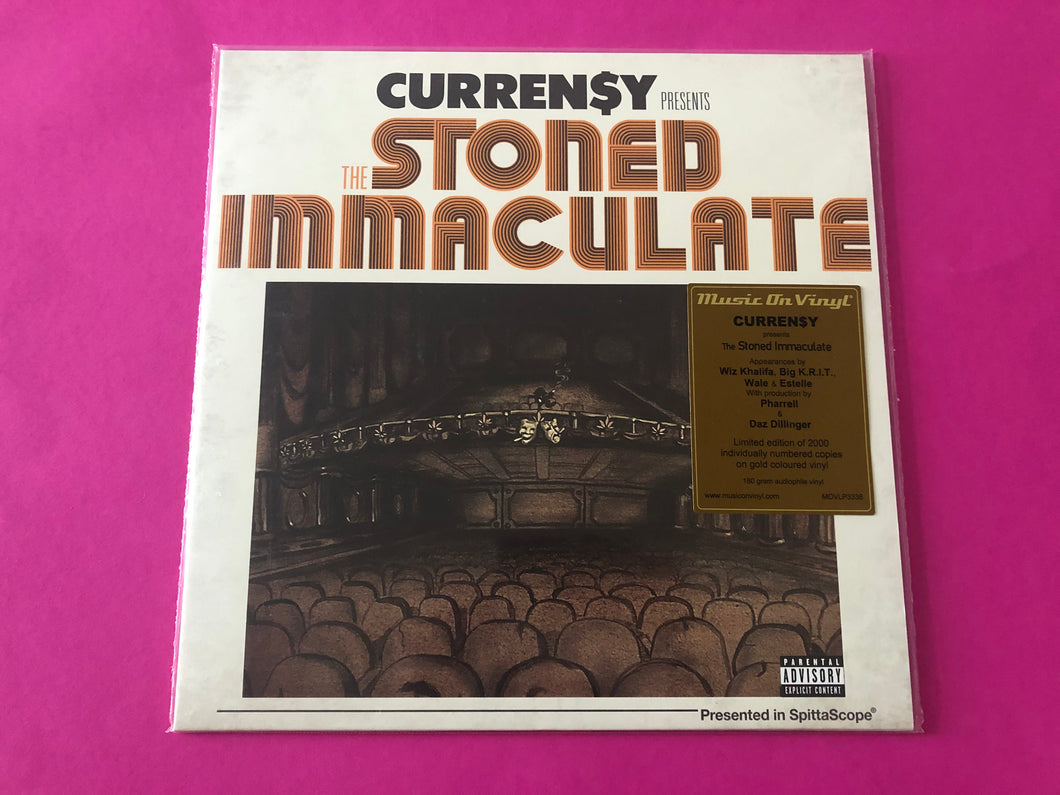 CURREN$Y PRESENTS
THE STONED
IMMACULATE
Music On Vinyl®
CURREN$Y
presents
The Stoned Immaculate
Appearances by
Wiz Khalifa, Big K.R.I.T.,
Wale & Estelle
With production by
Pharrell
&
Daz Dillinger
Limited edition of 2000
individually numbered copies
on gold coloured vinyl
180 gram audiophile vinyl
www.musiconvinyl.com MOVLP3336
PARENTAL
ADVISORY
EXPLICIT CONTENT
Presented in SpittaScope®